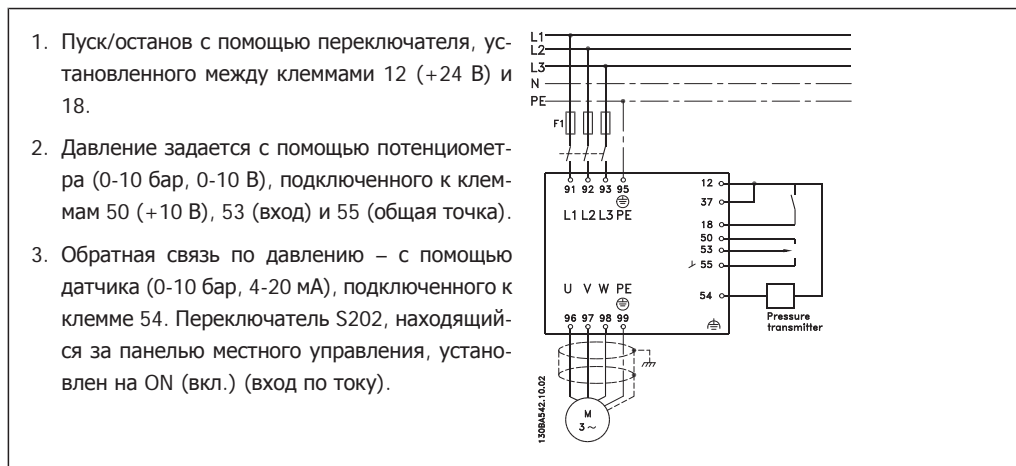 1. Пуск/останов с помощью переключателя, ус-
тановленного между клеммами 12 (+24 В) и
18.
2. Давление задается с помощью потенциомет-
ра (0-10 бар, 0-10 В), подключенного к клем-
мам 50 (+10 В), 53 (вход) и 55 (общая точка).
3. Обратная связь по давлению – с помощью
датчика (0-10 бар, 4-20 мА), подключенного к
клемме 54. Переключатель S202, находящий-
ся за панелью местного управления, устано-
влен на ON (вкл.) (вход по току).
L1
L2
L3
N
PE
F1
91 92 93 95
L1 L2 L3 PE
12
37
18
50
53
55
54
U V W PE
96 97 98 99
Pressure
transmitter
M
3 ~
130BA542.10.02